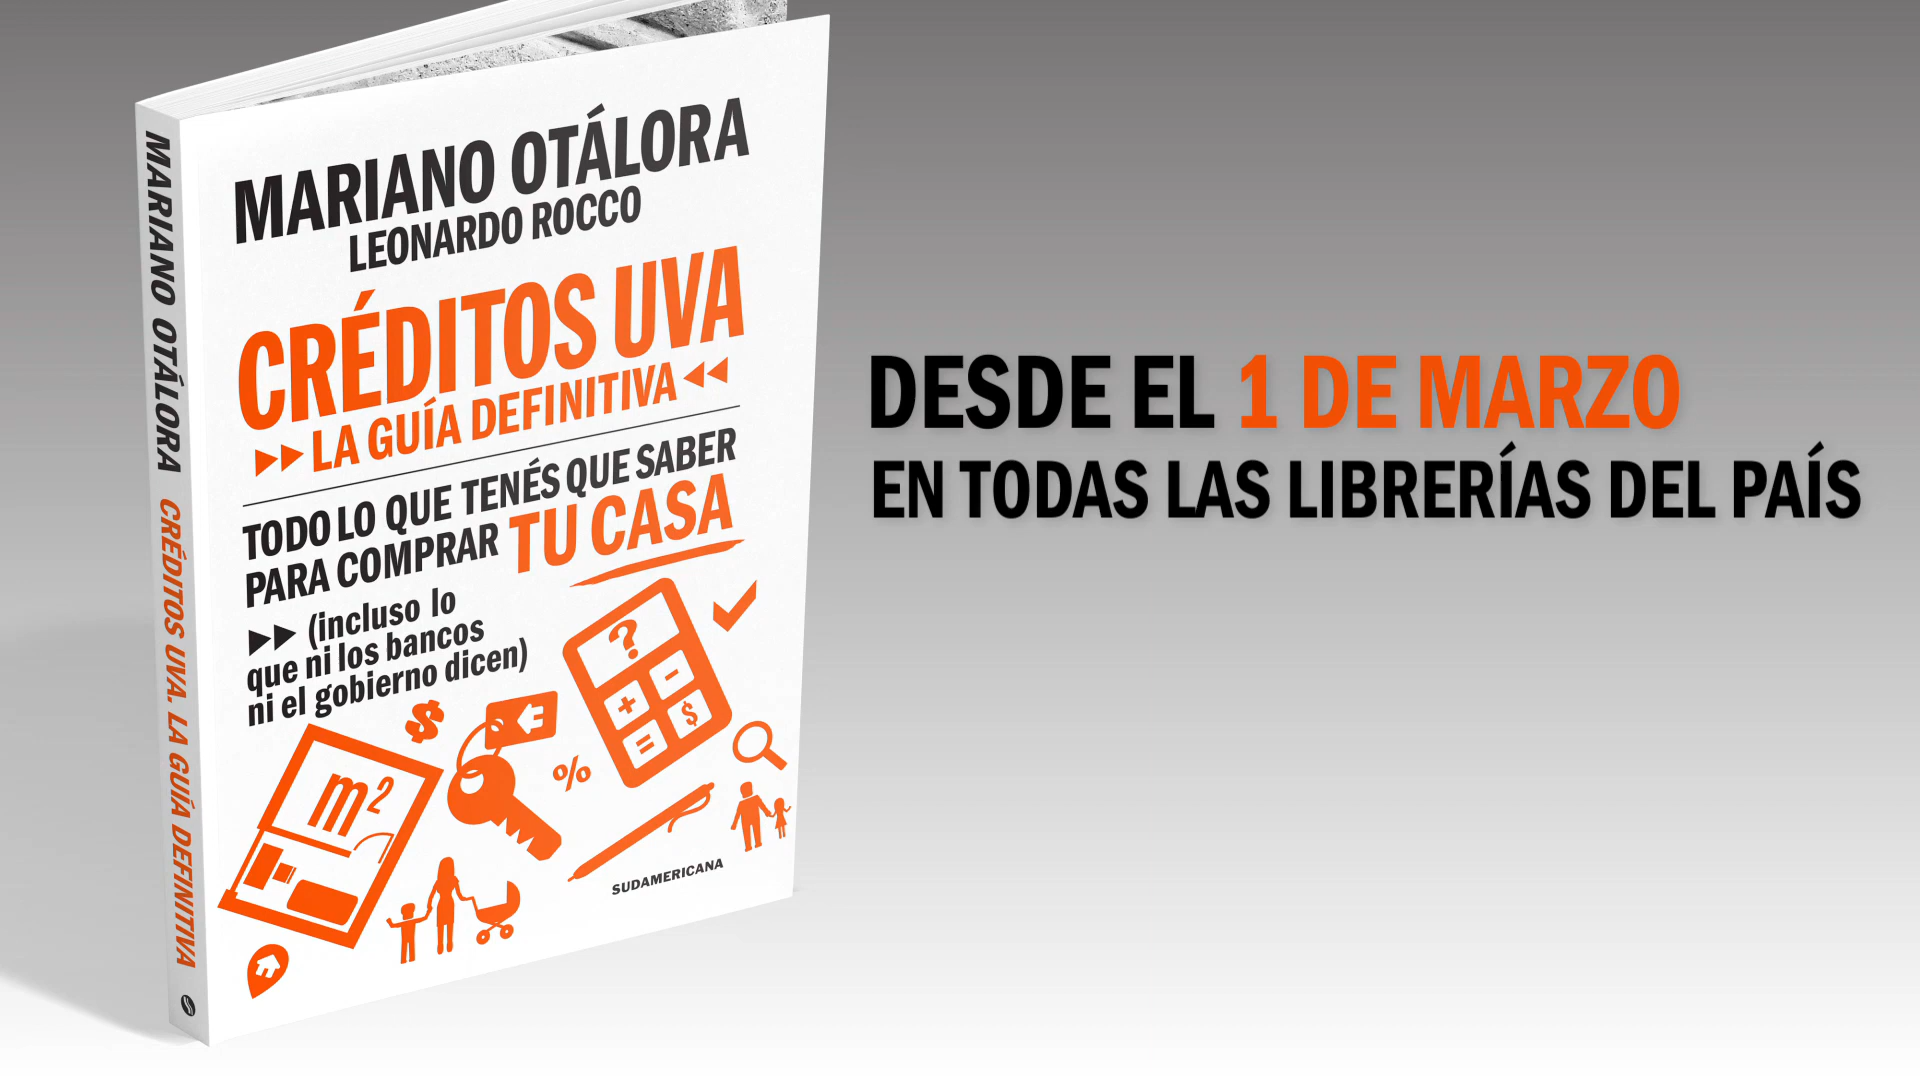 MARIANO OTÁLORA
LEONARDO ROCCO
CRÉDITOS UVA
LA GUÍA DEFINITIVA
TODO LO QUE TENÉS QUE SABER
PARA COMPRAR TU CASA
(incluso lo
que ni los bancos
ni el gobierno dicen)
$
%
?
+ -
= $
m²
SUDAMERICANA
MARIANO OTÁLORA CRÉDITOS UVA. LA GUÍA DEFINITIVA
DESDE EL 1 DE MARZO
EN TODAS LAS LIBRERÍAS DEL PAÍS